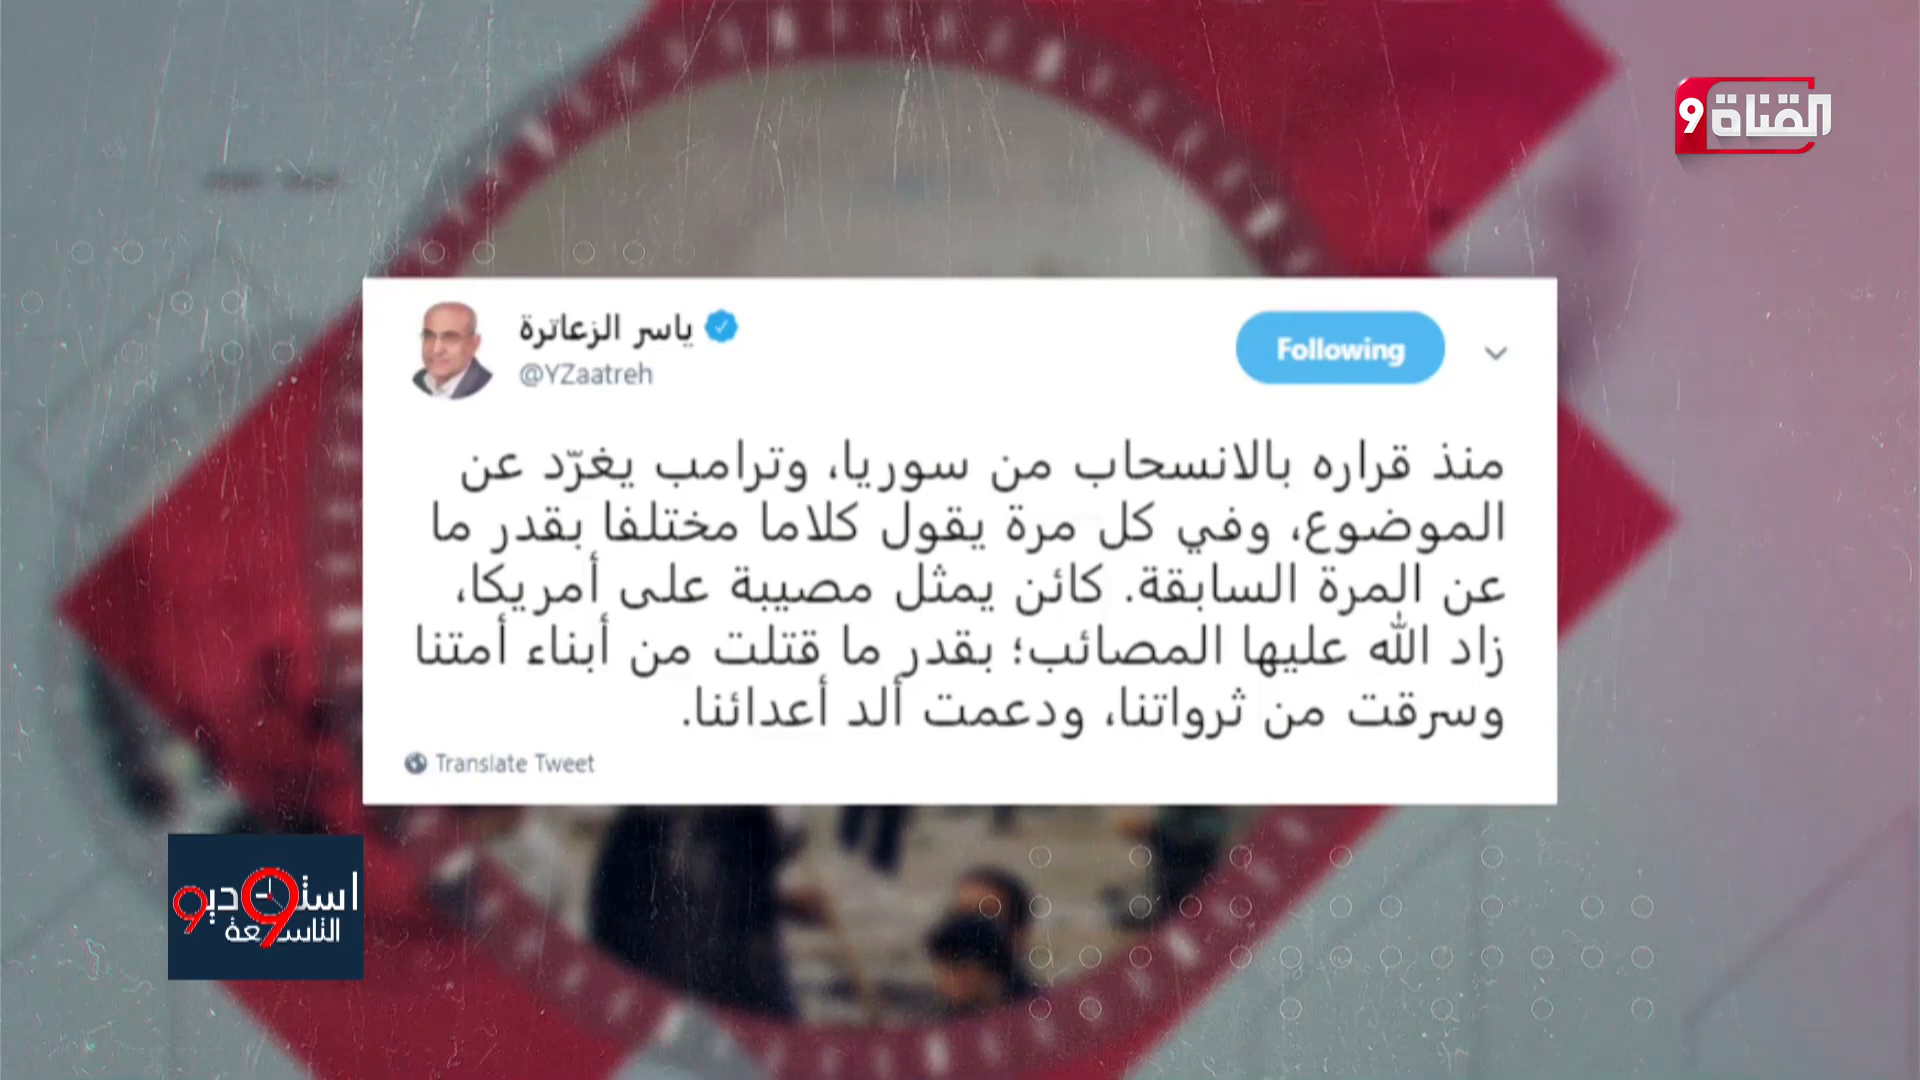 القناة 9
ياسر الزعاترة
@YZaatreh
Following
منذ قراره بالانسحاب من سوريا، وترامب يغرّد عن
الموضوع، وفي كل مرة يقول كلاما مختلفا بقدر ما
عن المرة السابقة. كائن يمثل مصيبة على أمريكا،
زاد الله عليها المصائب؛ بقدر ما قتلت من أبناء أمتنا
وسرقت من ثرواتنا، ودعمت ألد أعدائنا.
Translate Tweet
استوديو 9
التاسعة